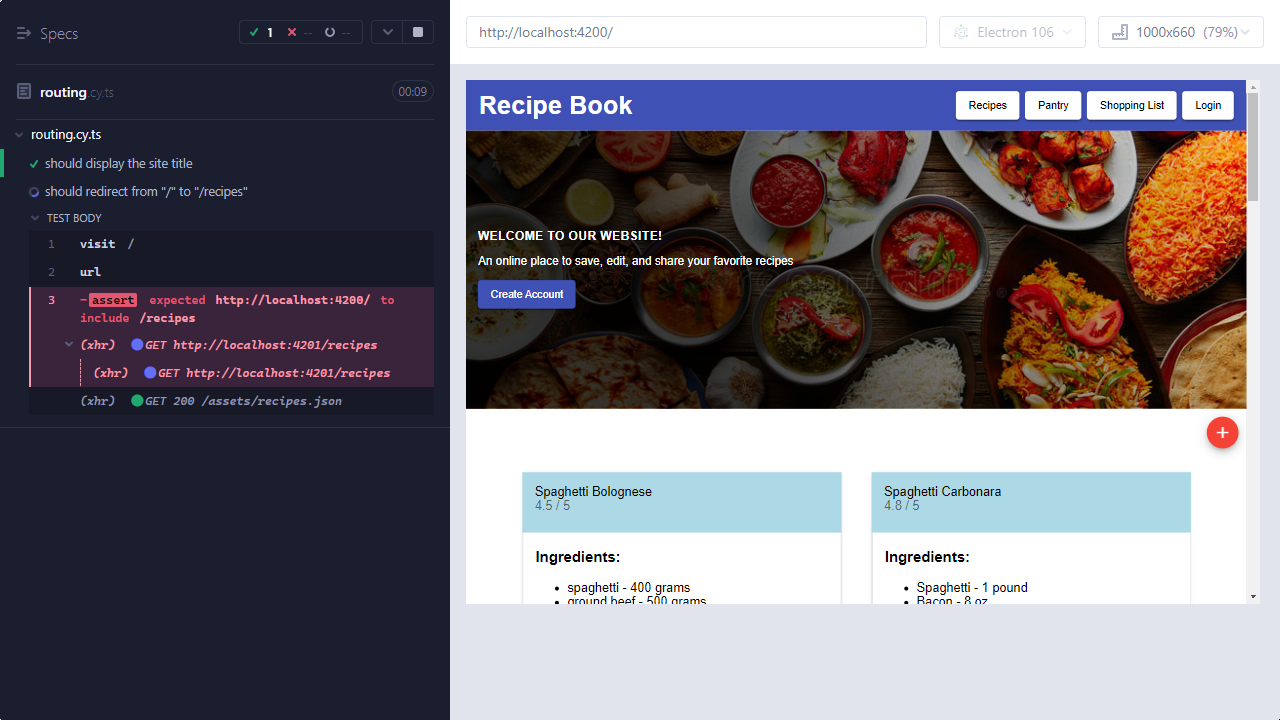 Specs
1 -- --
routing.cy.ts
00:09
routing.cy.ts
should display the site title
should redirect from "/" to "/recipes"
TEST BODY
1 visit /
2 url
3 -assert expected http://localhost:4200/ to
include /recipes
(xhr) GET http://localhost:4201/recipes
(xhr) GET http://localhost:4201/recipes
(xhr) GET 200 /assets/recipes.json
http://localhost:4200/
Electron 106
1000x660 (79%)
Recipe Book
Recipes
Pantry
Shopping List
Login
WELCOME TO OUR WEBSITE!
An online place to save, edit, and share your favorite recipes
Create Account
+
Spaghetti Bolognese
4.5 / 5
Ingredients:
• spaghetti - 400 grams
• ground beef - 500 grams
Spaghetti Carbonara
4.8 / 5
Ingredients:
• Spaghetti - 1 pound
• Bacon - 8 oz